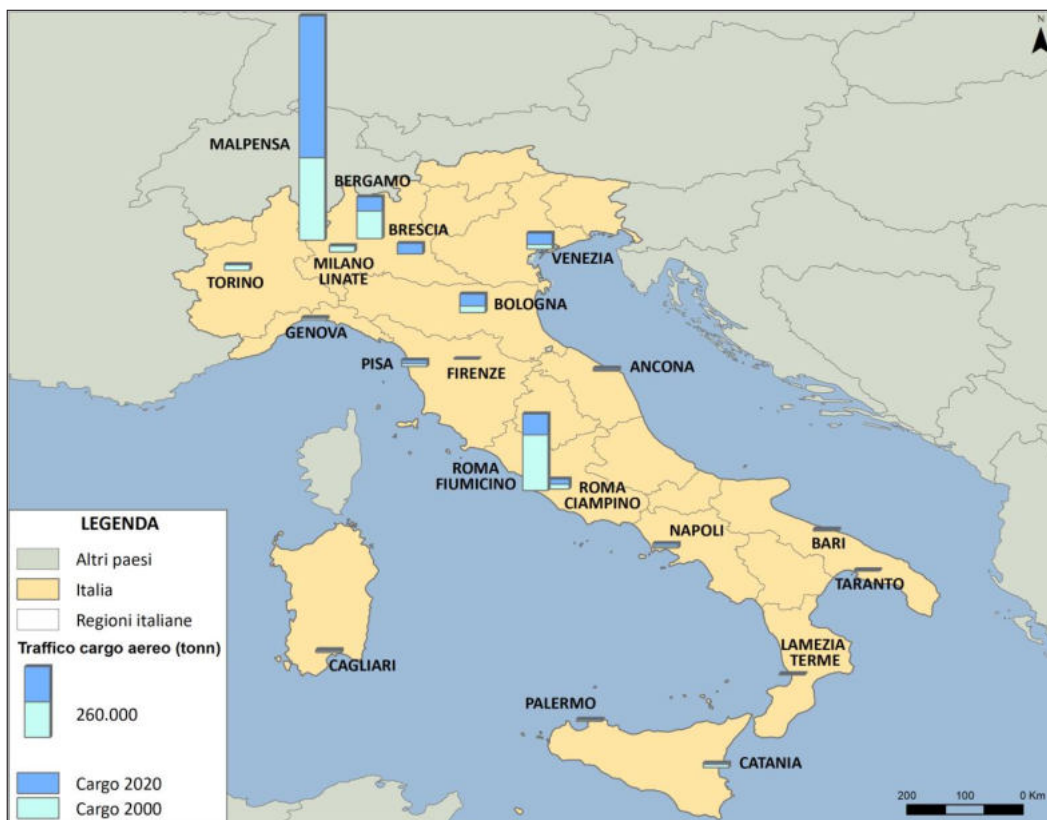 N
MALPENSA
BERGAMO
BRESCIA
VENEZIA
MILANO
LINATE
TORINO
BOLOGNA
GENOVA
PISA
FIRENZE
ANCONA
ROMA
FIUMICINO
ROMA
CIAMPINO
NAPOLI
BARI
TARANTO
LAMEZIA
TERME
CAGLIARI
PALERMO
CATANIA
LEGENDA
Altri paesi
Italia
Regioni italiane
Traffico cargo aereo (tonn)
260.000
Cargo 2020
Cargo 2000
200 100 0 Km